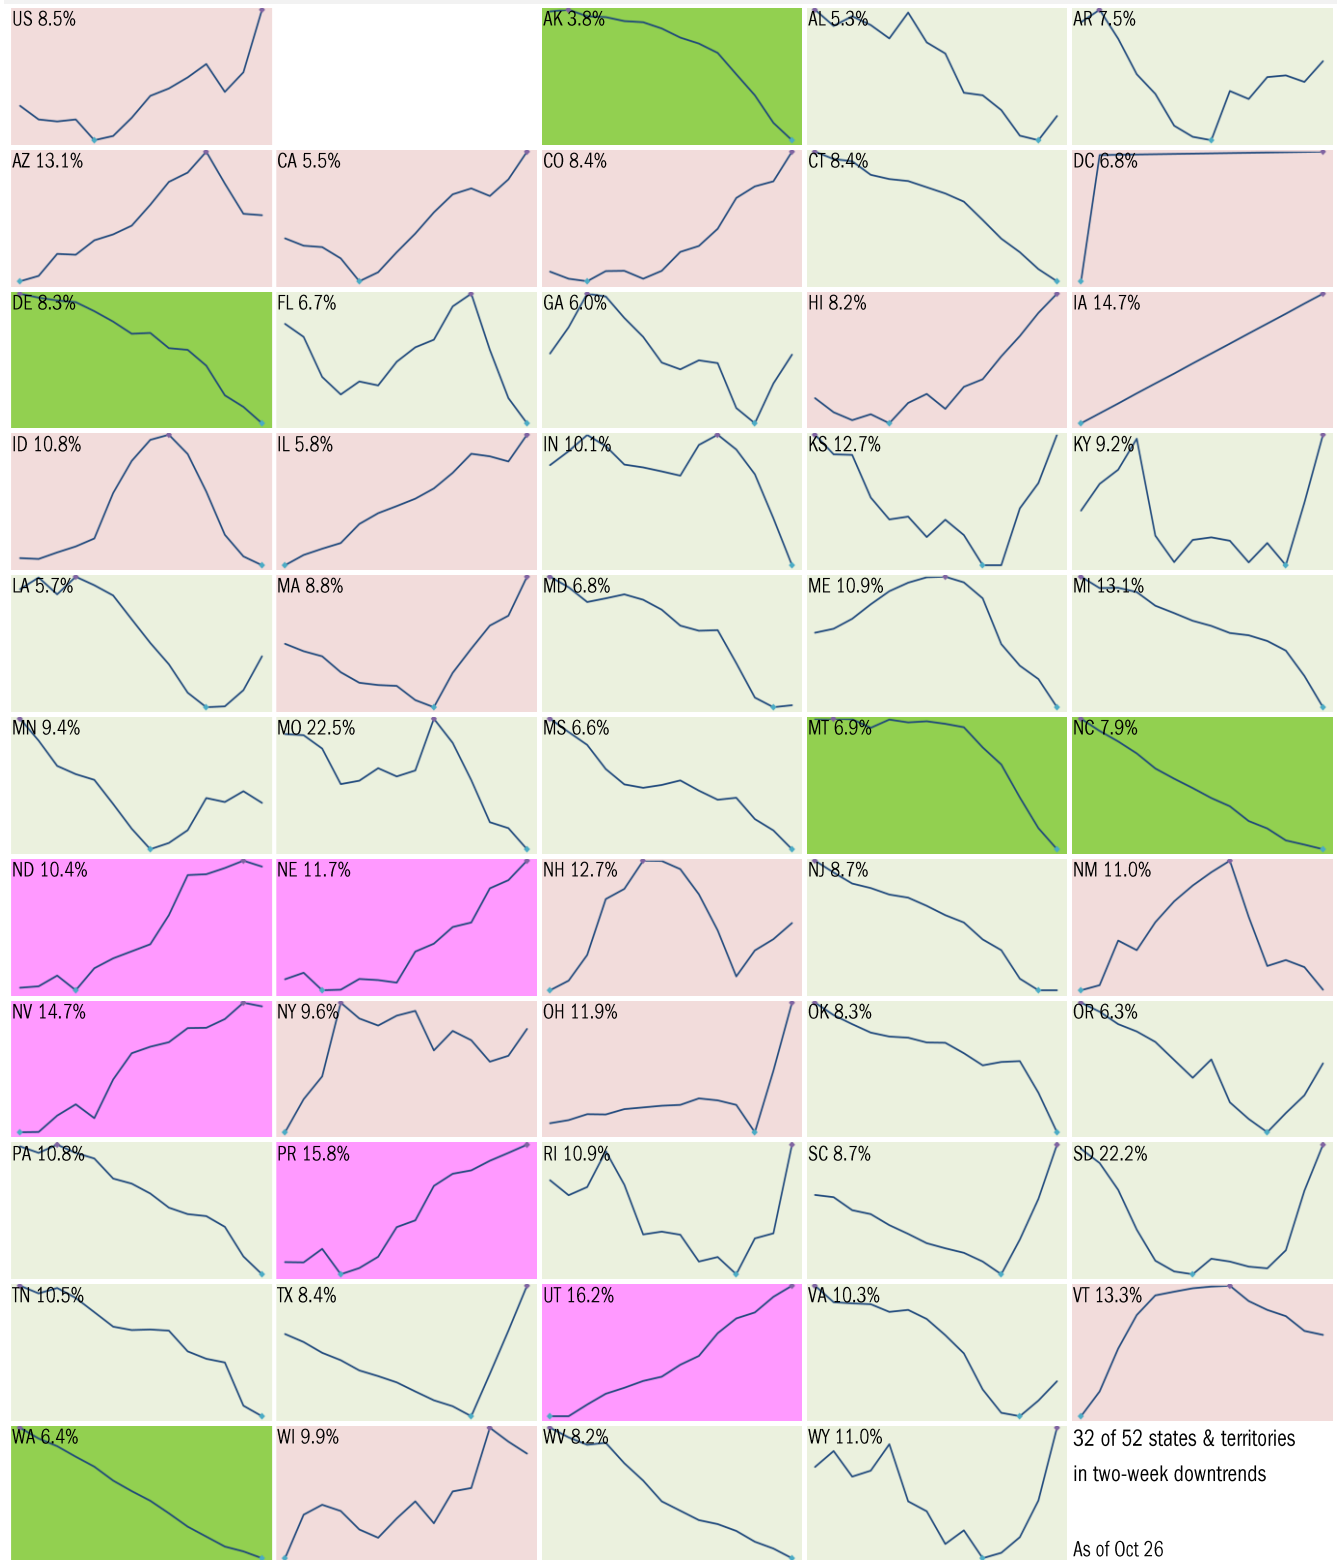 US 8.5%
AK 3.8%
AL 5.3%
AR 7.5%
AZ 13.1%
CA 5.5%
CO 8.4%
CT 8.4%
DC 6.8%
DE 8.3%
FL 6.7%
GA 6.0%
HI 8.2%
IA 14.7%
ID 10.8%
IL 5.8%
IN 10.1%
KS 12.7%
KY 9.2%
LA 5.7%
MA 8.8%
MD 6.8%
ME 10.9%
MI 13.1%
MN 9.4%
MO 22.5%
MS 6.6%
MT 6.9%
NC 7.9%
ND 10.4%
NE 11.7%
NH 12.7%
NJ 8.7%
NM 11.0%
NV 14.7%
NY 9.6%
OH 11.9%
OK 8.3%
OR 6.3%
PA 10.8%
PR 15.8%
RI 10.9%
SC 8.7%
SD 22.2%
TN 10.5%
TX 8.4%
UT 16.2%
VA 10.3%
VT 13.3%
WA 6.4%
WI 9.9%
WV 8.2%
WY 11.0%
32 of 52 states & territories
in two-week downtrends
As of Oct 26